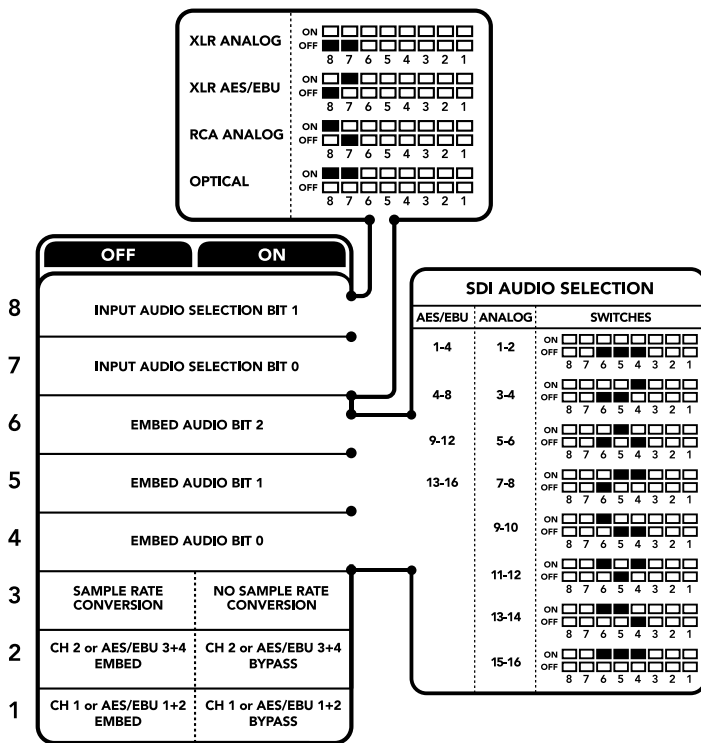 XLR ANALOG
ON
OFF
8 7 6 5 4 3 2 1
XLR AES/EBU
ON
OFF
8 7 6 5 4 3 2 1
RCA ANALOG
ON
OFF
8 7 6 5 4 3 2 1
OPTICAL
ON
OFF
8 7 6 5 4 3 2 1
OFF ON
8 INPUT AUDIO SELECTION BIT 1
7 INPUT AUDIO SELECTION BIT 0
6 EMBED AUDIO BIT 2
5 EMBED AUDIO BIT 1
4 EMBED AUDIO BIT 0
3
SAMPLE RATE
CONVERSION
NO SAMPLE RATE
CONVERSION
2
CH 2 or AES/EBU 3+4
EMBED
CH 2 or AES/EBU 3+4
BYPASS
1
CH 1 or AES/EBU 1+2
EMBED
CH 1 or AES/EBU 1+2
BYPASS
SDI AUDIO SELECTION
AES/EBU ANALOG SWITCHES
1-4 1-2
ON
OFF
8 7 6 5 4 3 2 1
4-8 3-4
ON
OFF
8 7 6 5 4 3 2 1
9-12 5-6
ON
OFF
8 7 6 5 4 3 2 1
13-16 7-8
ON
OFF
8 7 6 5 4 3 2 1
9-10
ON
OFF
8 7 6 5 4 3 2 1
11-12
ON
OFF
8 7 6 5 4 3 2 1
13-14
ON
OFF
8 7 6 5 4 3 2 1
15-16
ON
OFF
8 7 6 5 4 3 2 1